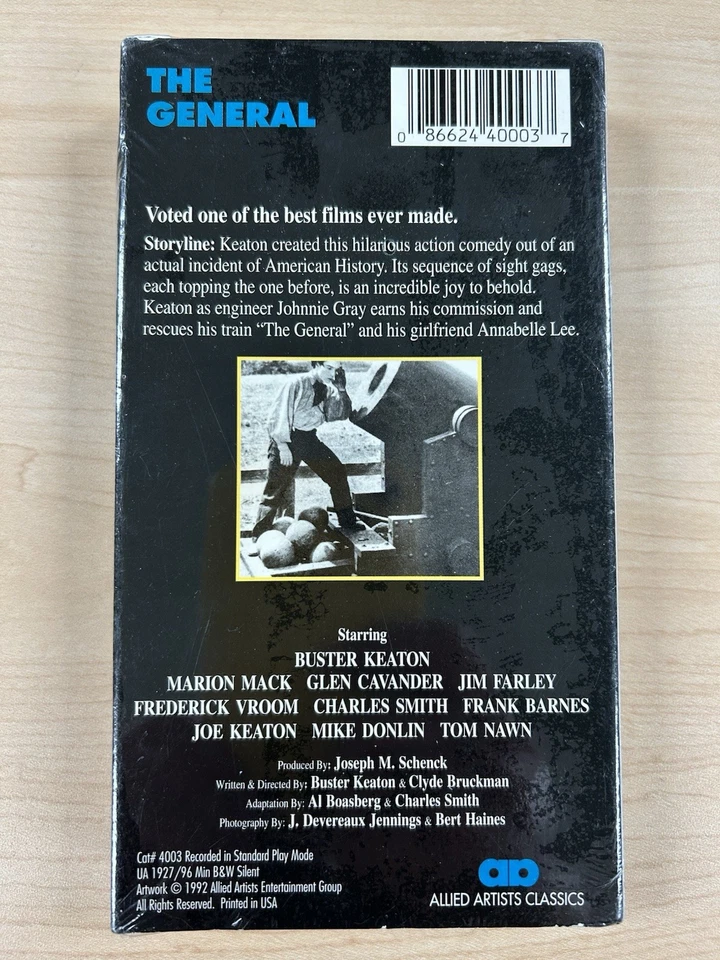 THE
GENERAL
0 86624 40003 7
Voted one of the best films ever made.
Storyline: Keaton created this hilarious action comedy out of an
actual incident of American History. Its sequence of sight gags,
each topping the one before, is an incredible joy to behold.
Keaton as engineer Johnnie Gray earns his commission and
rescues his train “The General” and his girlfriend Annabelle Lee.
Starring
BUSTER KEATON
MARION MACK GLEN CAVANDER JIM FARLEY
FREDERICK VROOM CHARLES SMITH FRANK BARNES
JOE KEATON MIKE DONLIN TOM NAWN
Produced By: Joseph M. Schenck
Written & Directed By: Buster Keaton & Clyde Bruckman
Adaptation By: Al Boasberg & Charles Smith
Photography By: J. Devereaux Jennings & Bert Haines
Cat# 4003 Recorded in Standard Play Mode
UA 1927/96 Min B&W Silent
Artwork © 1992 Allied Artists Entertainment Group
All Rights Reserved. Printed in USA
ao
ALLIED ARTISTS CLASSICS